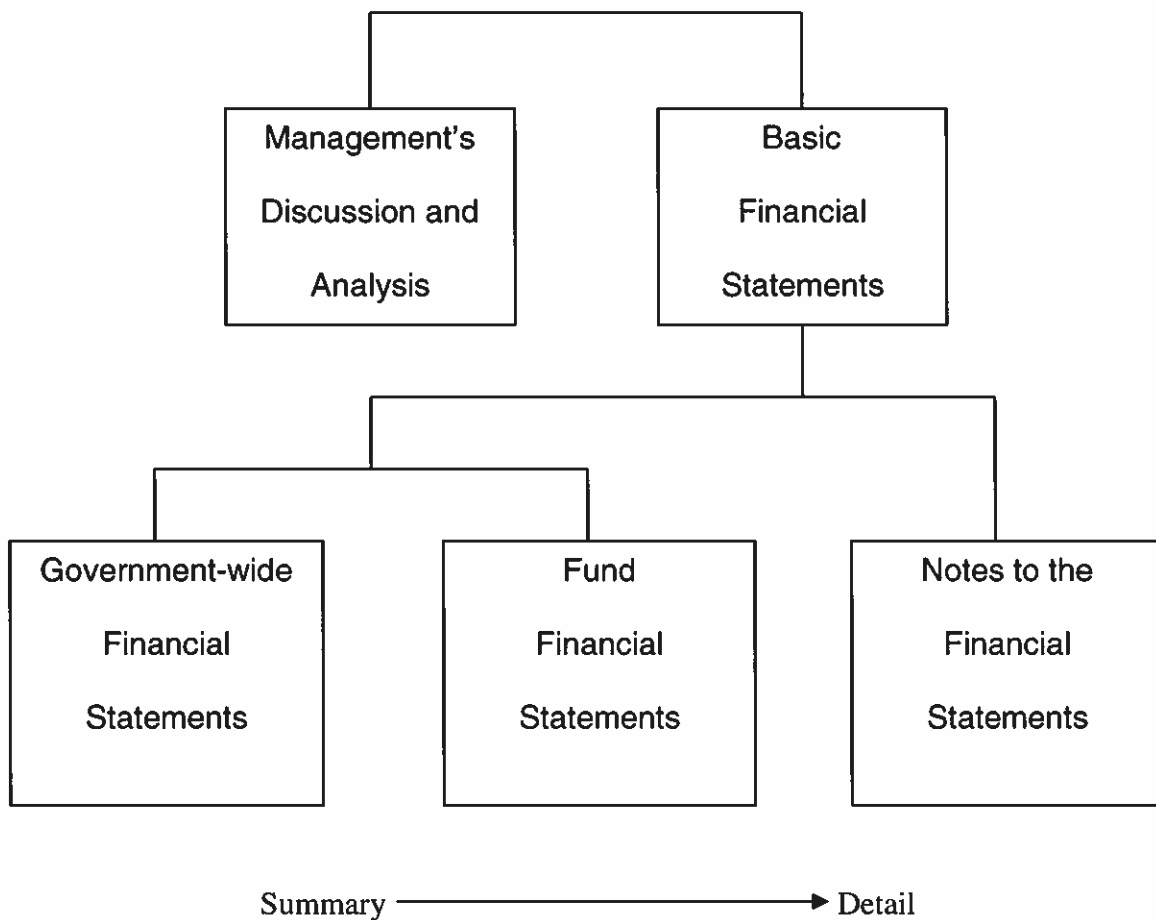 Management's
Discussion and
Analysis
Basic
Financial
Statements
Government-wide
Financial
Statements
Fund
Financial
Statements
Notes to the
Financial
Statements
Summary
Detail